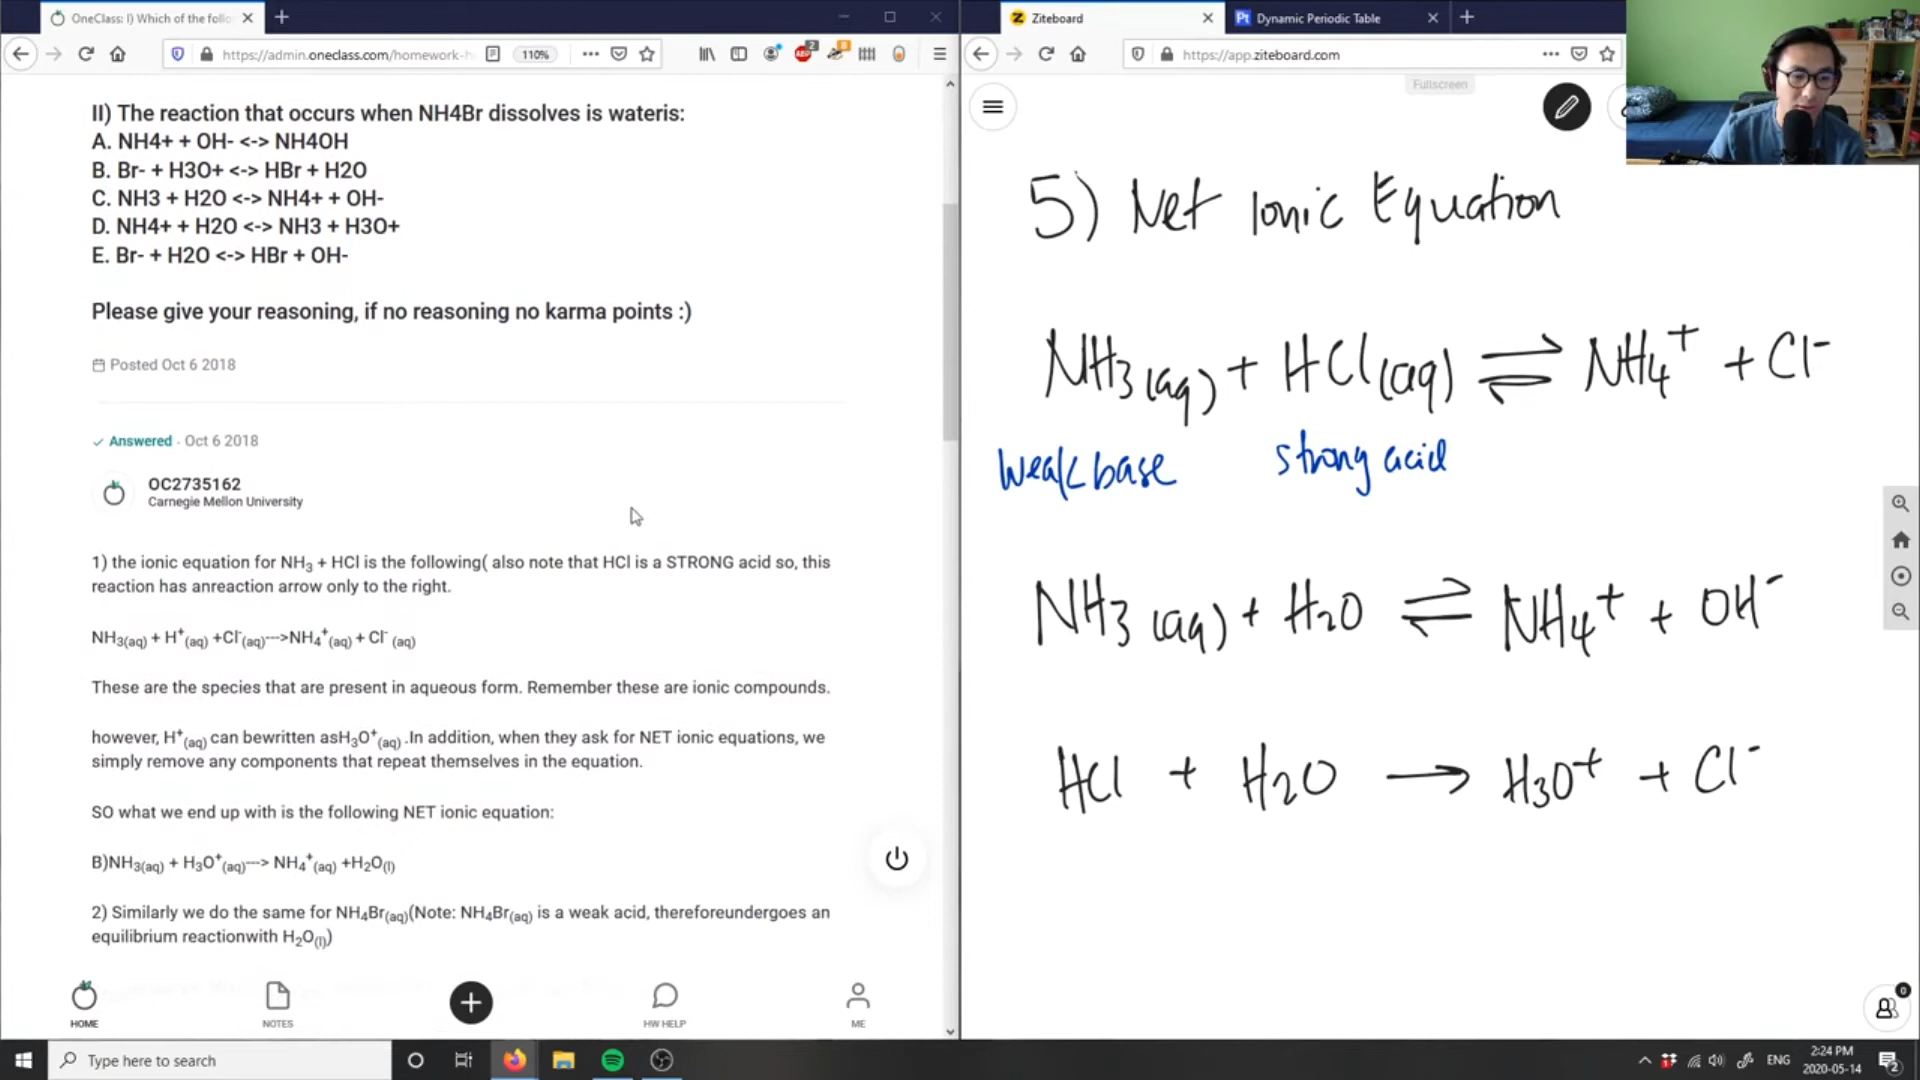 OneClass: I) Which of the follo
https://admin.oneclass.com/homework-h
110%
2
8
II) The reaction that occurs when NH4Br dissolves is wateris:
A. NH4+ + OH- <-> NH4OH
B. Br- + H3O+ <-> HBr + H2O
C. NH3 + H2O <-> NH4+ + OH-
D. NH4+ + H2O <-> NH3 + H3O+
E. Br- + H2O <-> HBr + OH-
Please give your reasoning, if no reasoning no karma points :)
Posted Oct 6 2018
Answered · Oct 6 2018
OC2735162
Carnegie Mellon University
1) the ionic equation for NH₃ + HCl is the following( also note that HCl is a STRONG acid so, this
reaction has anreaction arrow only to the right.
NH₃(aq) + H⁺(aq) +Cl⁻(aq)--->NH₄⁺(aq) + Cl⁻ (aq)
These are the species that are present in aqueous form. Remember these are ionic compounds.
however, H⁺(aq) can bewritten asH₃O⁺(aq) .In addition, when they ask for NET ionic equations, we
simply remove any components that repeat themselves in the equation.
SO what we end up with is the following NET ionic equation:
B)NH₃(aq) + H₃O⁺(aq)---> NH₄⁺(aq) +H₂O(l)
2) Similarly we do the same for NH₄Br(aq)(Note: NH₄Br(aq) is a weak acid, thereforeundergoes an
equilibrium reactionwith H₂O(l))
HOME
NOTES
HW HELP
ME
Ziteboard
Dynamic Periodic Table
https://app.ziteboard.com
Fullscreen
5) Net Ionic Equation
NH₃(aq) + HCl(aq) ⇌ NH₄⁺ + Cl⁻
weak base strong acid
NH₃(aq) + H₂O ⇌ NH₄⁺ + OH⁻
HCl + H₂O → H₃O⁺ + Cl⁻
0
Type here to search
ENG
2:24 PM
2020-05-14
2